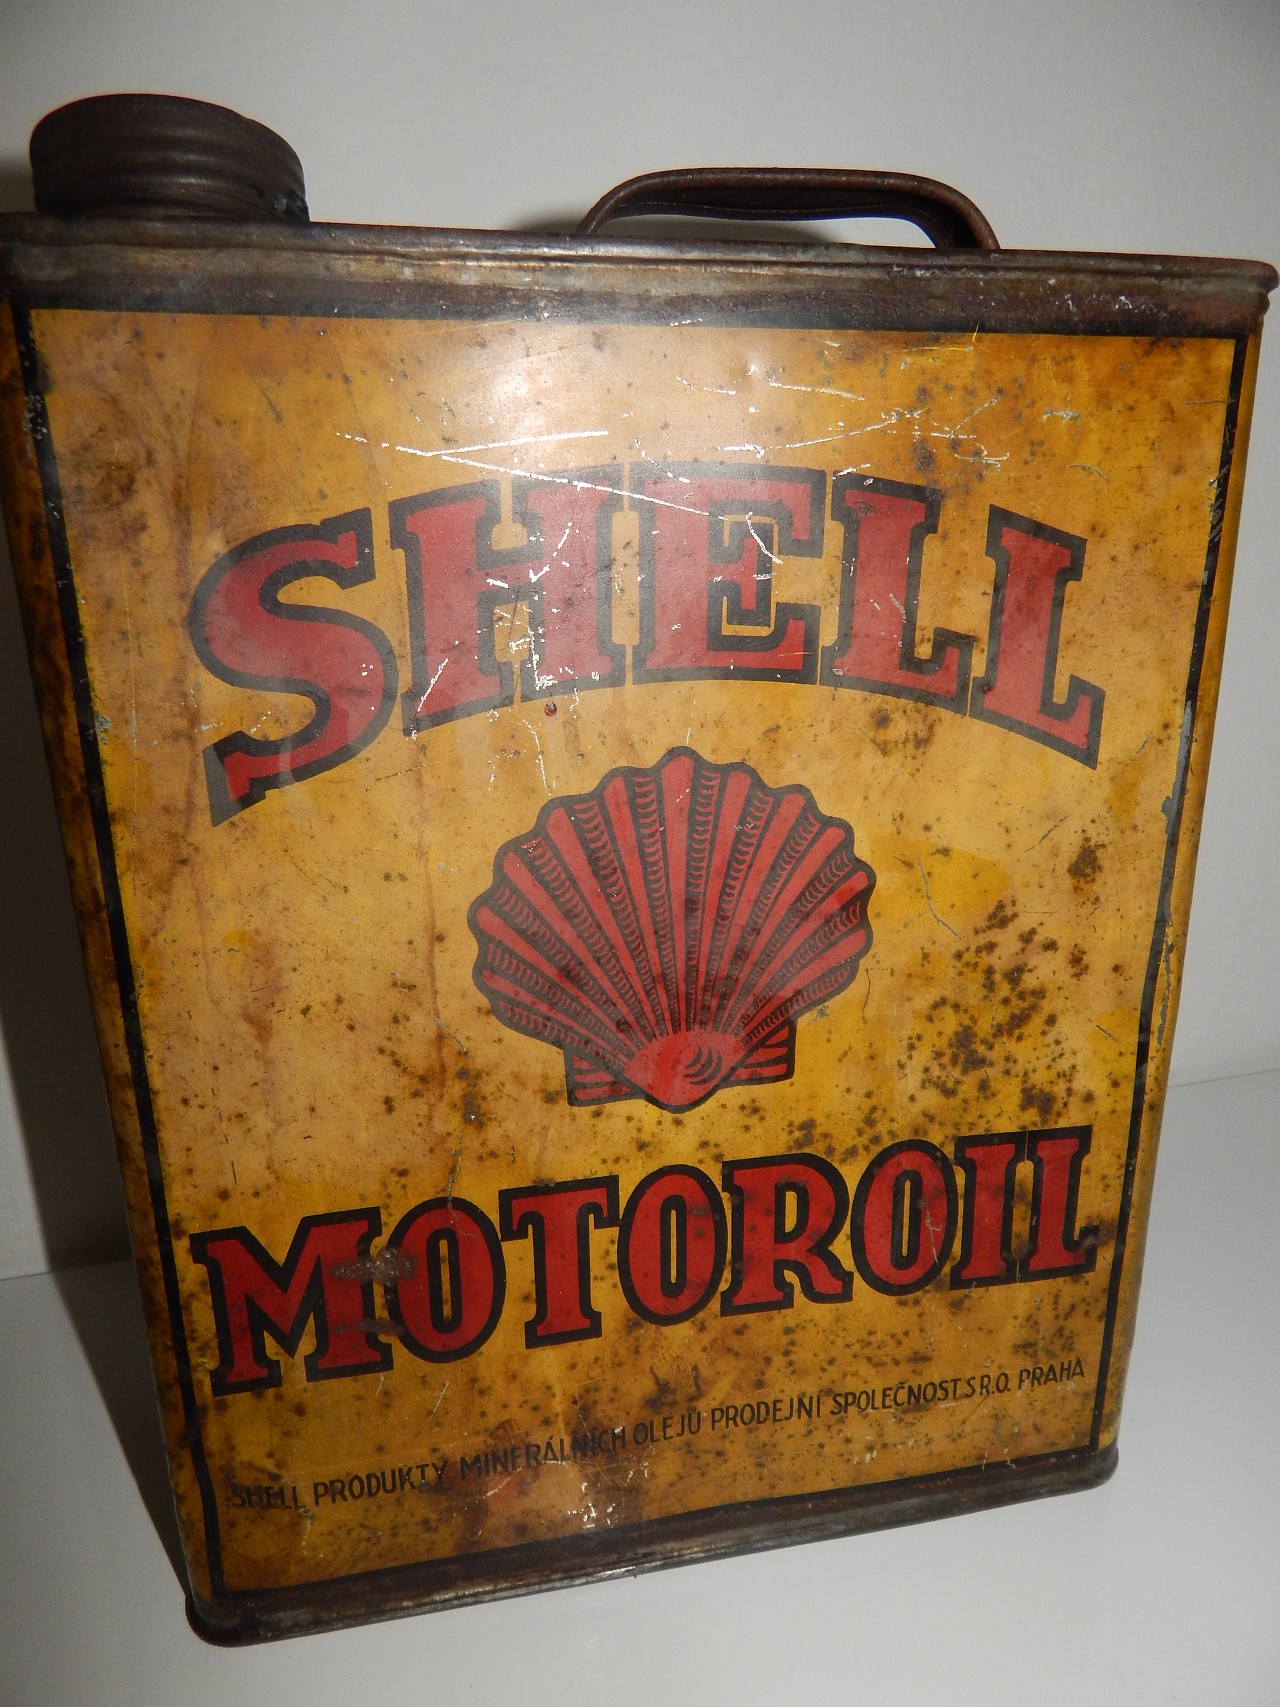 SHELL
MOTOROIL
SHELL PRODUKTY MINERÁLNÍCH OLEJŮ PRODEJNÍ SPOLEČNOST S R.O. PRAHA